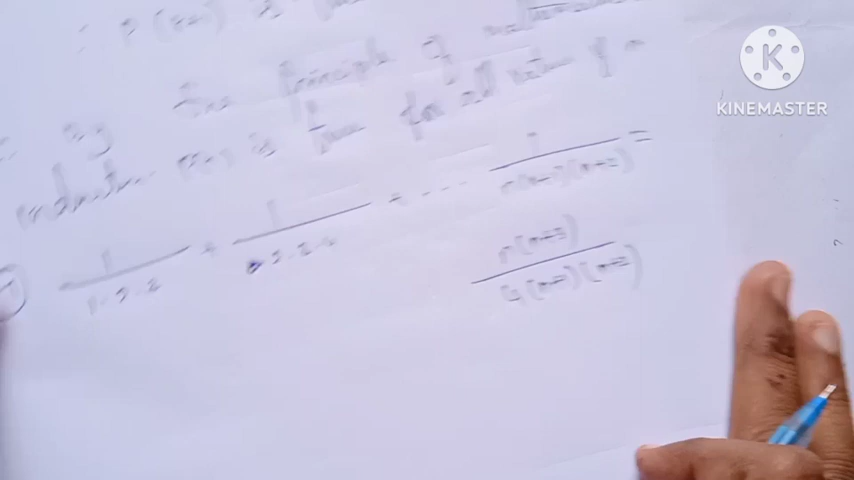 ∴ P(
∴ By the principle of mathematical
induction P(n) is true for all values of n
1/(1·2·3) + 1/(2·3·4) + ... 1/(n(n+1)(n+2)) =
n(n+3)/(4(n+1)(n+2))
KINEMASTER